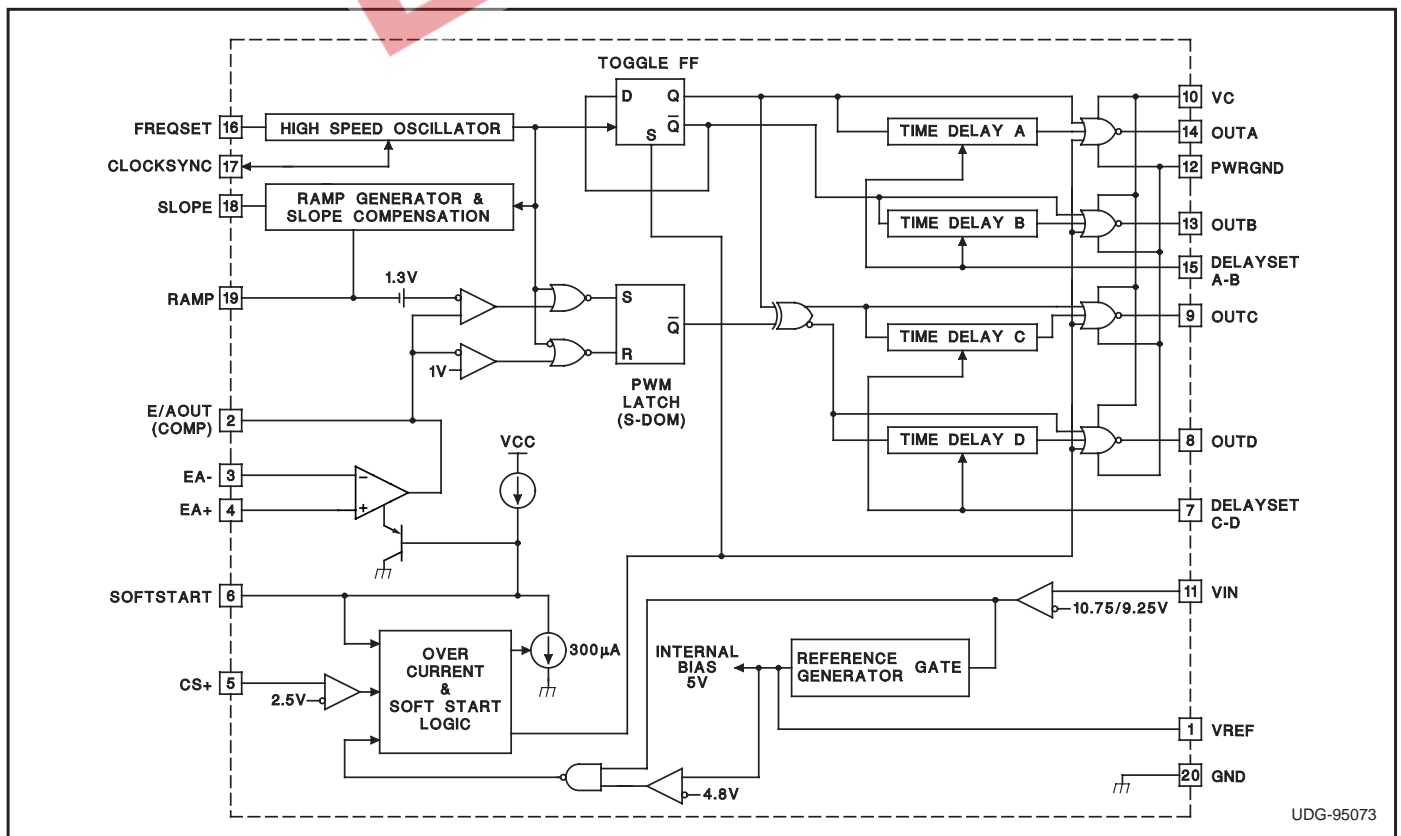 TOGGLE FF
D Q
Q
S
FREQSET 16 HIGH SPEED OSCILLATOR
CLOCKSYNC 17
SLOPE 18 RAMP GENERATOR &
SLOPE COMPENSATION
1.3V
RAMP 19
S
Q
R
1V
PWM
LATCH
(S-DOM)
E/AOUT
(COMP) 2
EA- 3
EA+ 4
−
+
VCC
SOFTSTART 6
300µA
OVER
CURRENT
&
SOFT START
LOGIC
CS+ 5
2.5V
TIME DELAY A
TIME DELAY B
TIME DELAY C
TIME DELAY D
10 VC
14 OUTA
12 PWRGND
13 OUTB
15 DELAYSET
A-B
9 OUTC
8 OUTD
7 DELAYSET
C-D
11 VIN
10.75/9.25V
INTERNAL
BIAS
5V
REFERENCE
GENERATOR GATE
1 VREF
4.8V
20 GND
UDG-95073